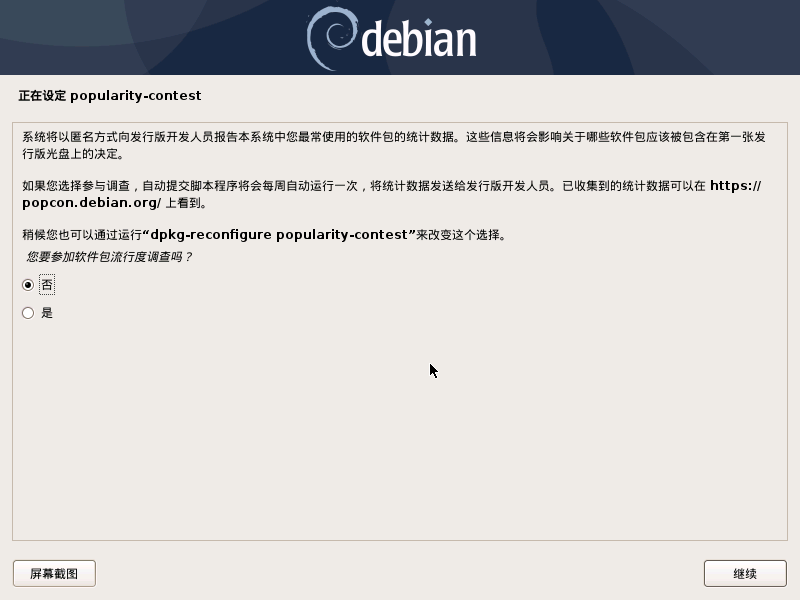 debian
正在设定 popularity-contest
系统将以匿名方式向发行版开发人员报告本系统中您最常使用的软件包的统计数据。这些信息将会影响关于哪些软件包应该被包含在第一张发
行版光盘上的决定。
如果您选择参与调查，自动提交脚本程序将会每周自动运行一次，将统计数据发送给发行版开发人员。已收集到的统计数据可以在 https://
popcon.debian.org/ 上看到。
稍候您也可以通过运行“dpkg-reconfigure popularity-contest”来改变这个选择。
您要参加软件包流行度调查吗？
否
是
屏幕截图
继续